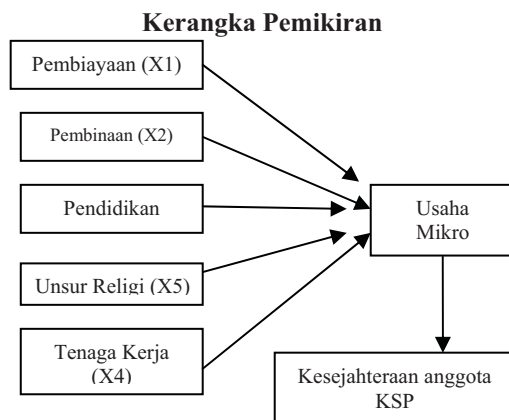 Kerangka Pemikiran
Pembiayaan (X1)
Pembinaan (X2)
Pendidikan
Unsur Religi (X5)
Tenaga Kerja
(X4)
Usaha
Mikro
Kesejahteraan anggota
KSP